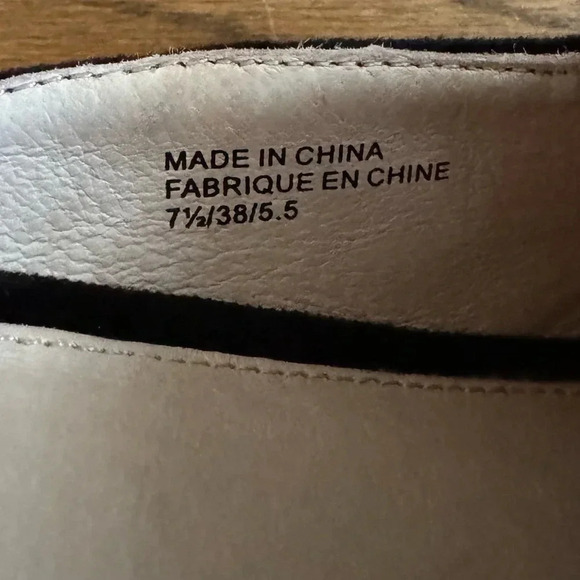 MADE IN CHINA
FABRIQUE EN CHINE
7½/38/5.5